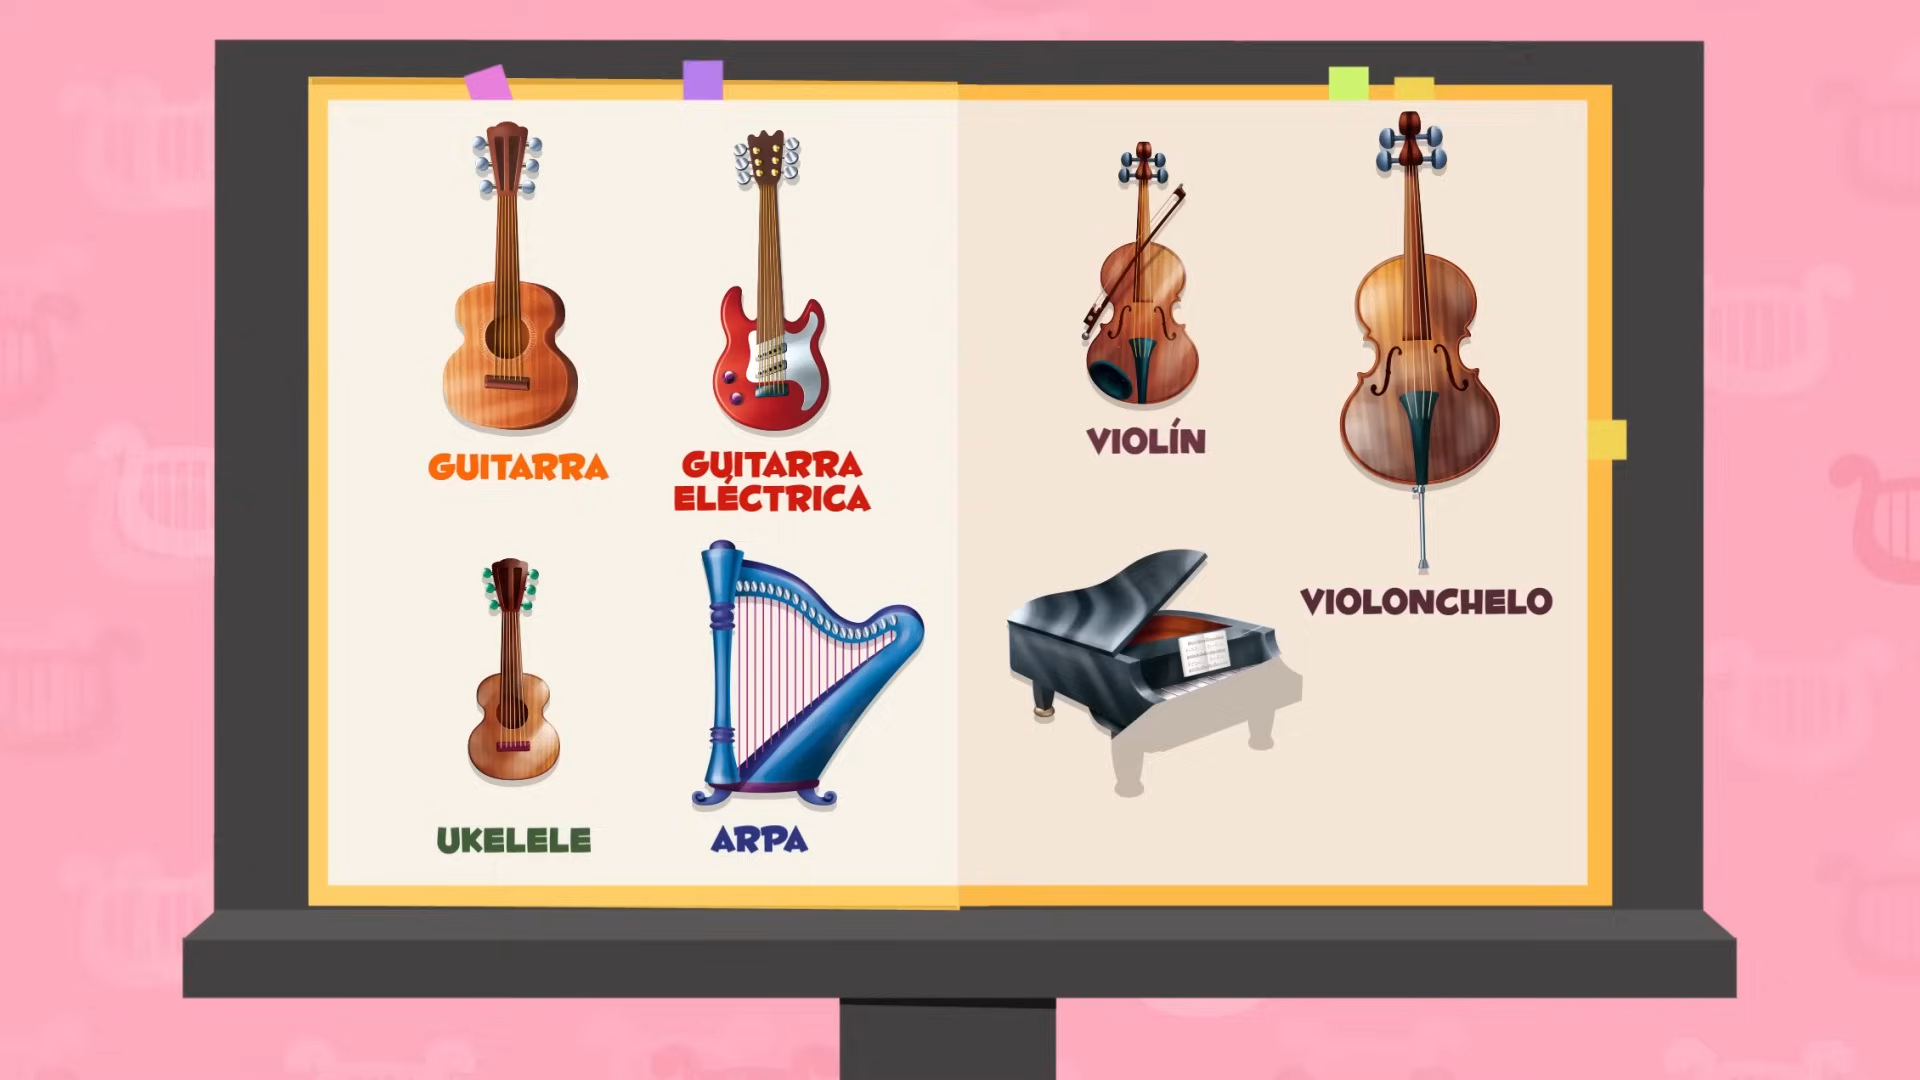 GUITARRA
GUITARRA
ELÉCTRICA
VIOLÍN
VIOLONCHELO
UKELELE
ARPA